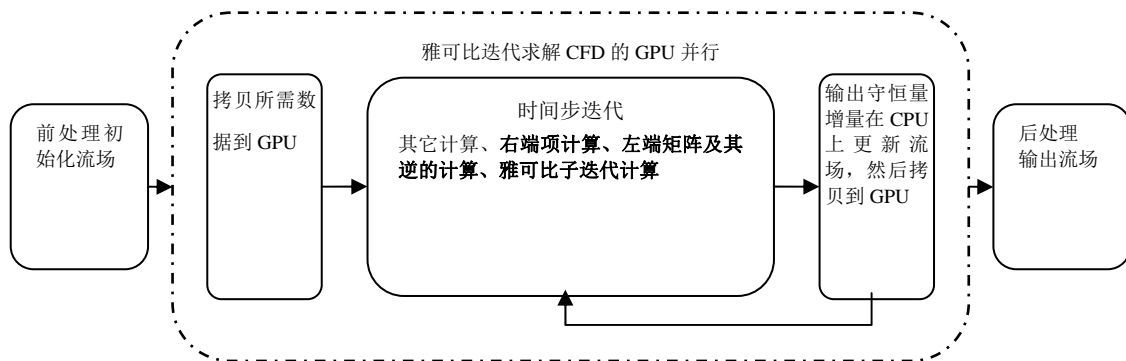 雅可比迭代求解 CFD 的 GPU 并行
前处理初
始化流场
拷贝所需数
据到 GPU
时间步迭代
其它计算、右端项计算、左端矩阵及其
逆的计算、雅可比子迭代计算
输出守恒量
增量在 CPU
上更新流
场，然后拷
贝到 GPU
后处理
输出流场